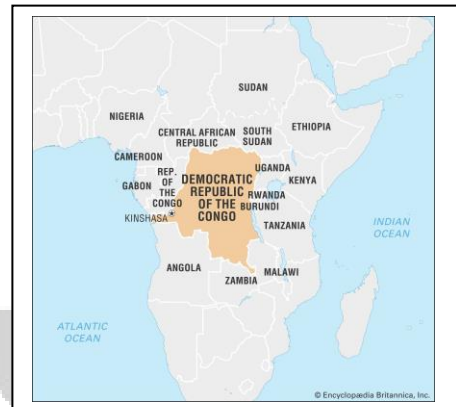 SUDAN
NIGERIA
ETHIOPIA
CENTRAL AFRICAN
REPUBLIC
SOUTH
SUDAN
CAMEROON
REP.
OF
THE
CONGO
GABON
DEMOCRATIC
REPUBLIC
OF THE
CONGO
UGANDA
KENYA
RWANDA
BURUNDI
KINSHASA
TANZANIA
INDIAN
OCEAN
ANGOLA
MALAWI
ZAMBIA
ATLANTIC
OCEAN
© Encyclopædia Britannica, Inc.